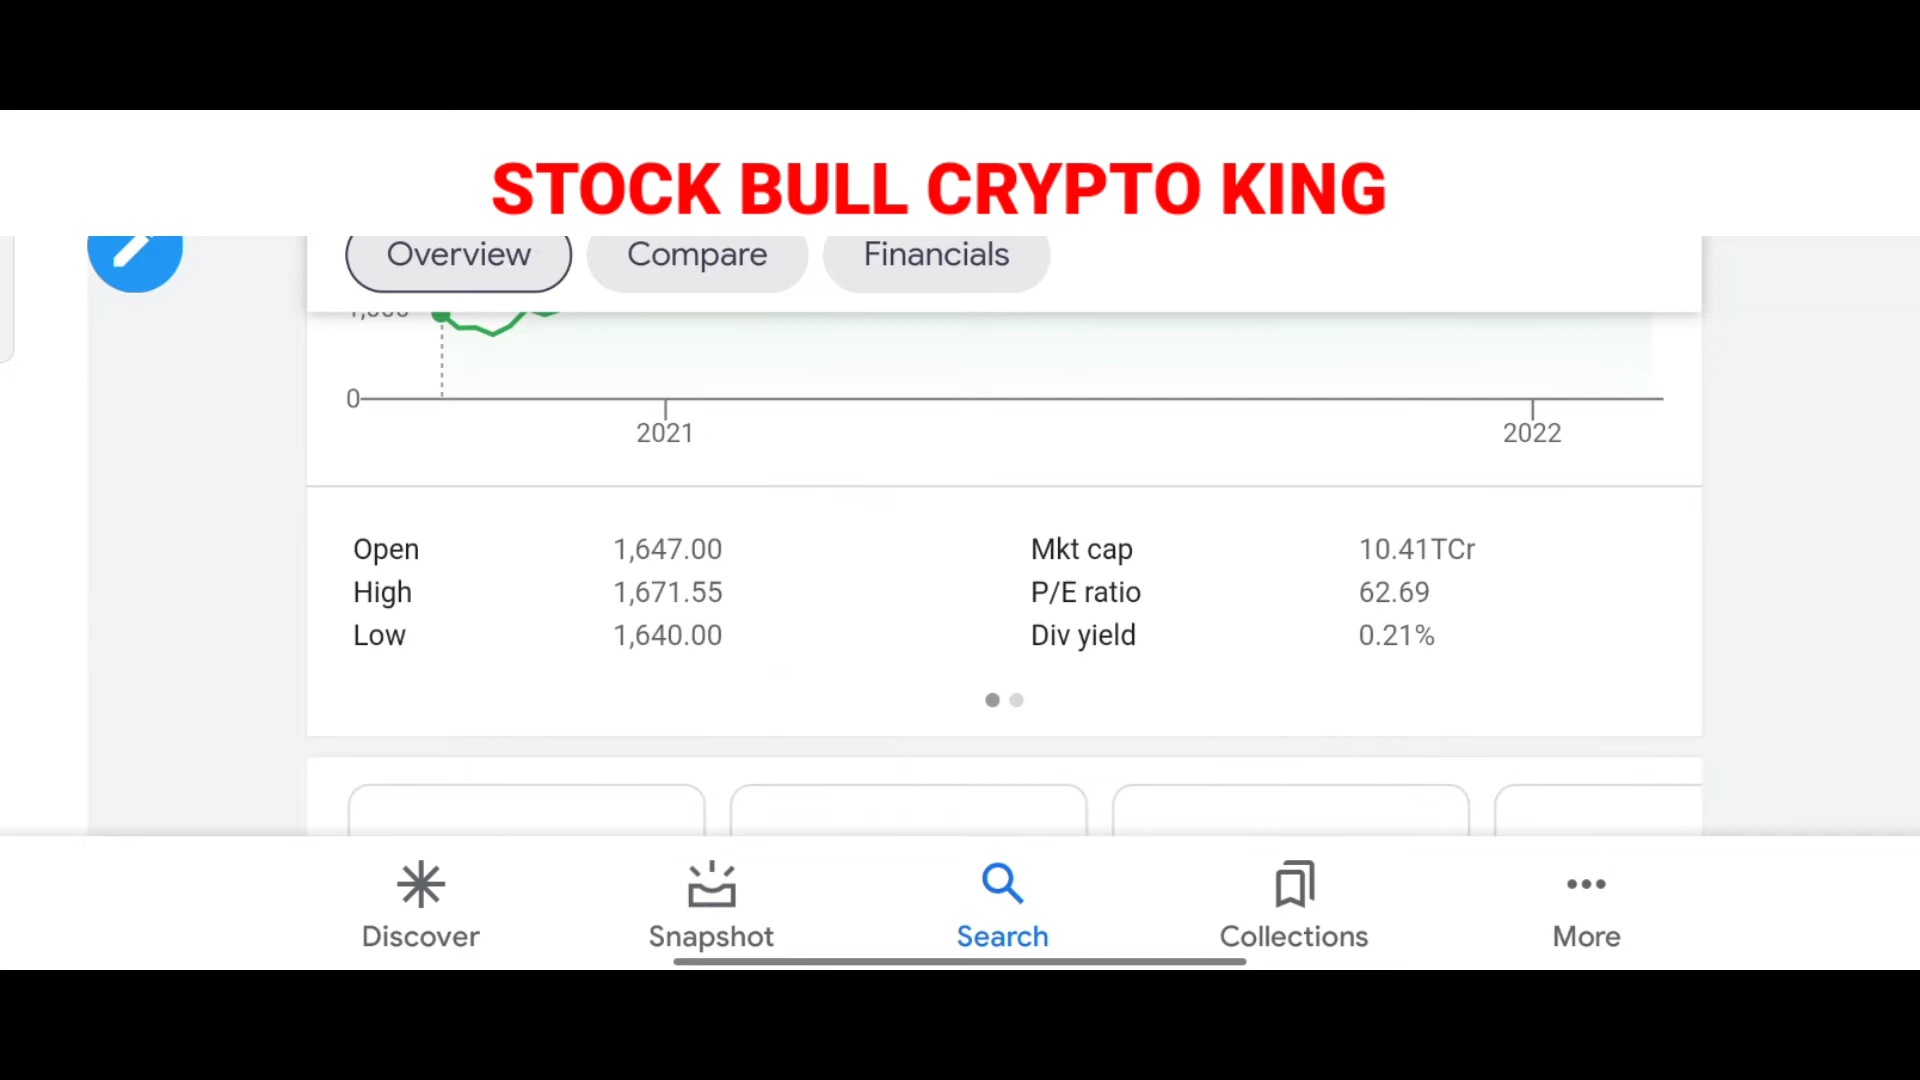 STOCK BULL CRYPTO KING
Overview Compare Financials
1,000
0
2021 2022
Open 1,647.00 Mkt cap 10.41TCr
High 1,671.55 P/E ratio 62.69
Low 1,640.00 Div yield 0.21%
Discover Snapshot Search Collections More